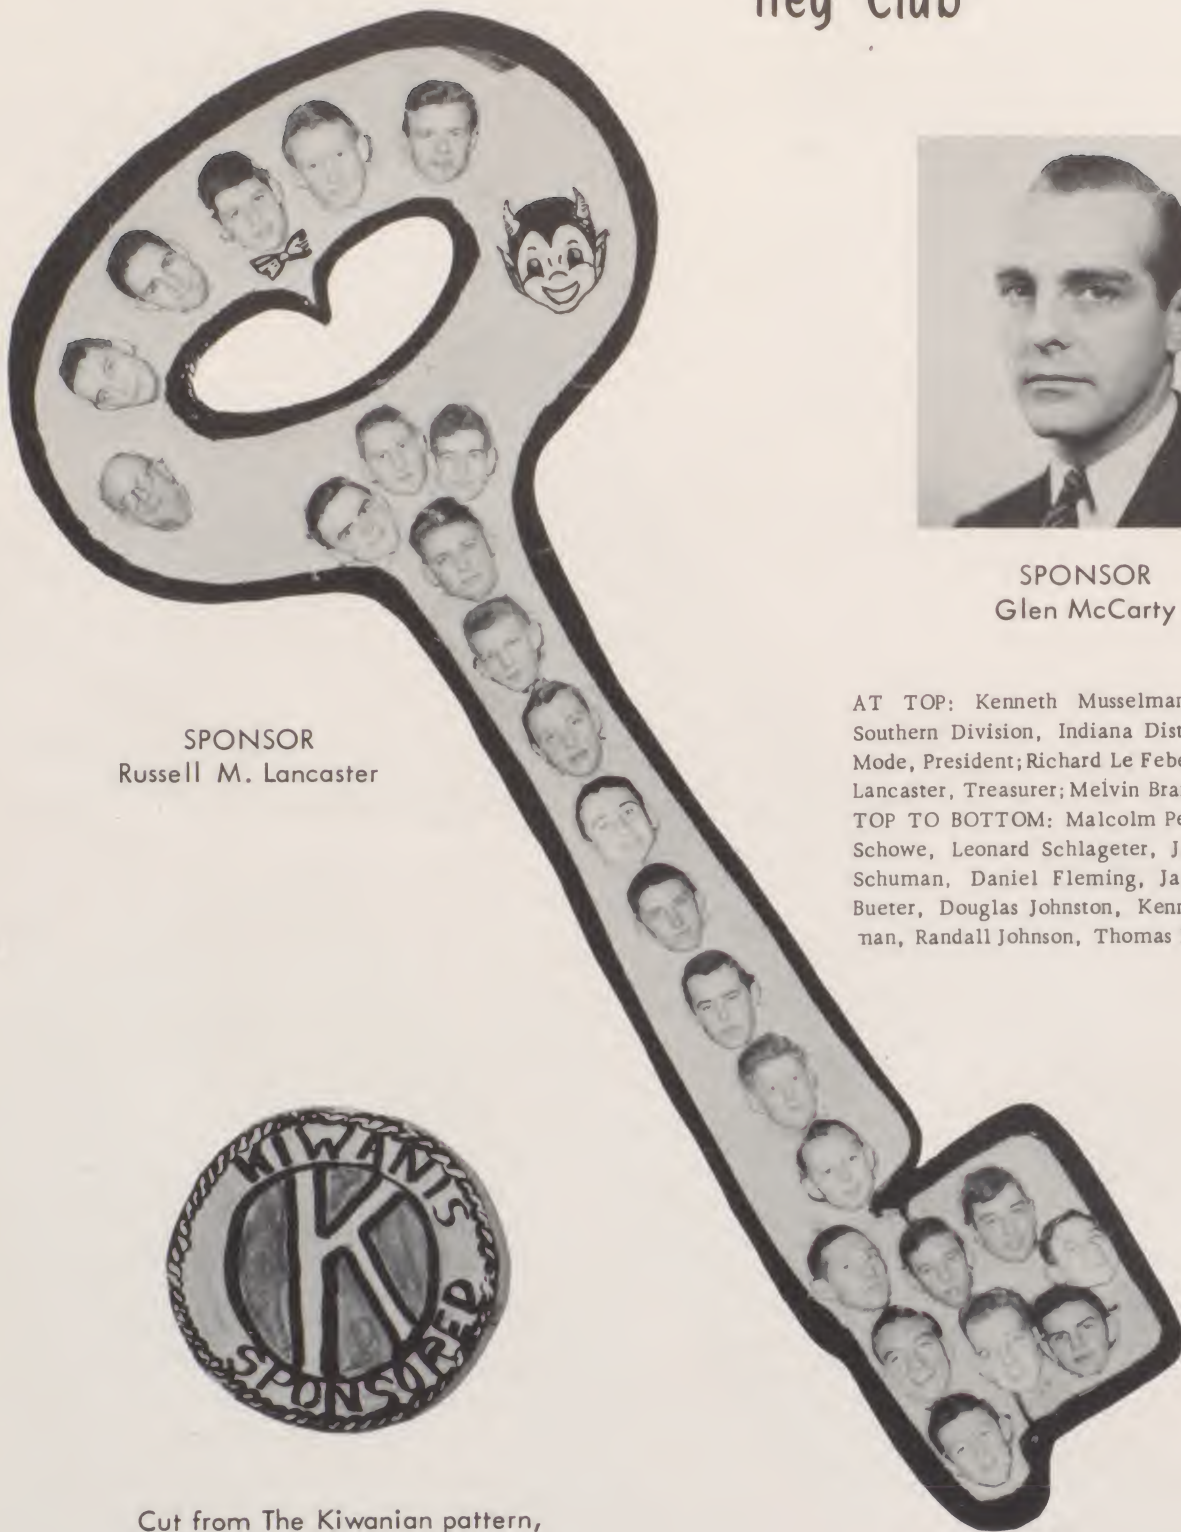 Key Club
SPONSOR
Glen McCarty
AT TOP: Kenneth Musselman
Southern Division, Indiana Dist
Mode, President; Richard Le Febe
Lancaster, Treasurer; Melvin Bra
TOP TO BOTTOM: Malcolm Pe
Schowe, Leonard Schlageter, J
Schuman, Daniel Fleming, Ja
Bueter, Douglas Johnston, Kenn
man, Randall Johnson, Thomas
SPONSOR
Russell M. Lancaster
KIWANIS
K
SPONSORED
Cut from The Kiwanian pattern,